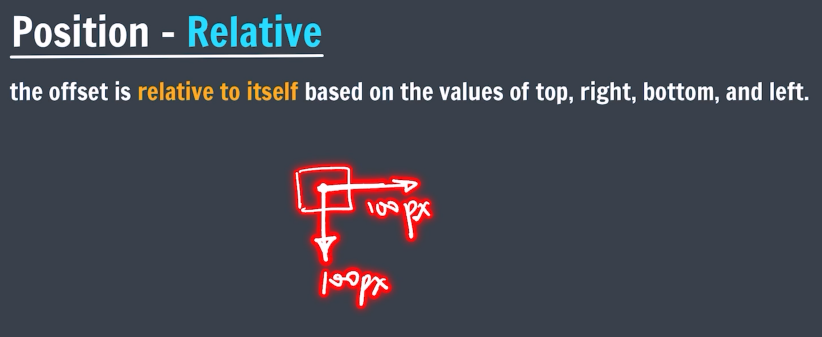 Position - Relative
the offset is relative to itself based on the values of top, right, bottom, and left.
100px
100px